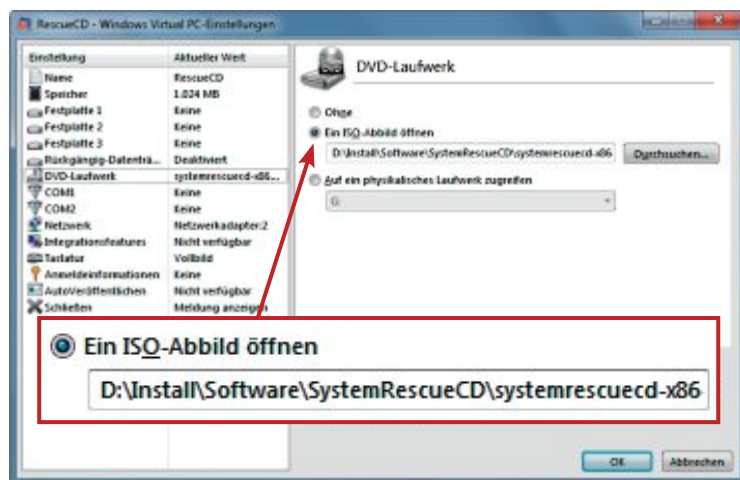 RescueCD - Windows Virtual PC-Einstellungen
Einstellung Aktueller Wert
Name RescueCD
Speicher 1.024 MB
Festplatte 1 Keine
Festplatte 2 Keine
Festplatte 3 Keine
Rückgängig-Datenträ... Deaktiviert
DVD-Laufwerk systemrescuecd-x86...
COM1 Keine
COM2 Keine
Netzwerk Netzwerkadapter:2
Integrationsfeatures Nicht verfügbar
Tastatur Vollbild
Anmeldeinformationen Keine
AutoVeröffentlichen Nicht verfügbar
Schließen Meldung anzeigen
DVD-Laufwerk
Ohne
Ein ISO-Abbild öffnen
D:\Install\Software\SystemRescueCD\systemrescuecd-x86
Durchsuchen...
Auf ein physikalisches Laufwerk zugreifen
G:
Ein ISO-Abbild öffnen
D:\Install\Software\SystemRescueCD\systemrescuecd-x86
OK Abbrechen